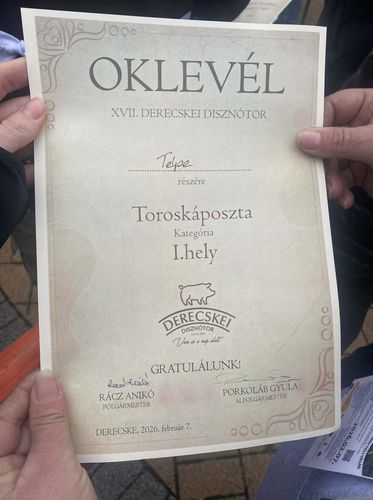 OKLEVÉL
XVII. DERECSKEI DISZNÓTOR
részére
Toroskáposzta
Kategória
I.hely
DERECSKEI
DISZNÓTOR
GRATULÁLUNK!
RÁCZ ANIKÓ
POLGÁRMESTER
PORKOLÁB GYULA
ALPOLGÁRMESTER
DERECSKE, 2026. február 7.